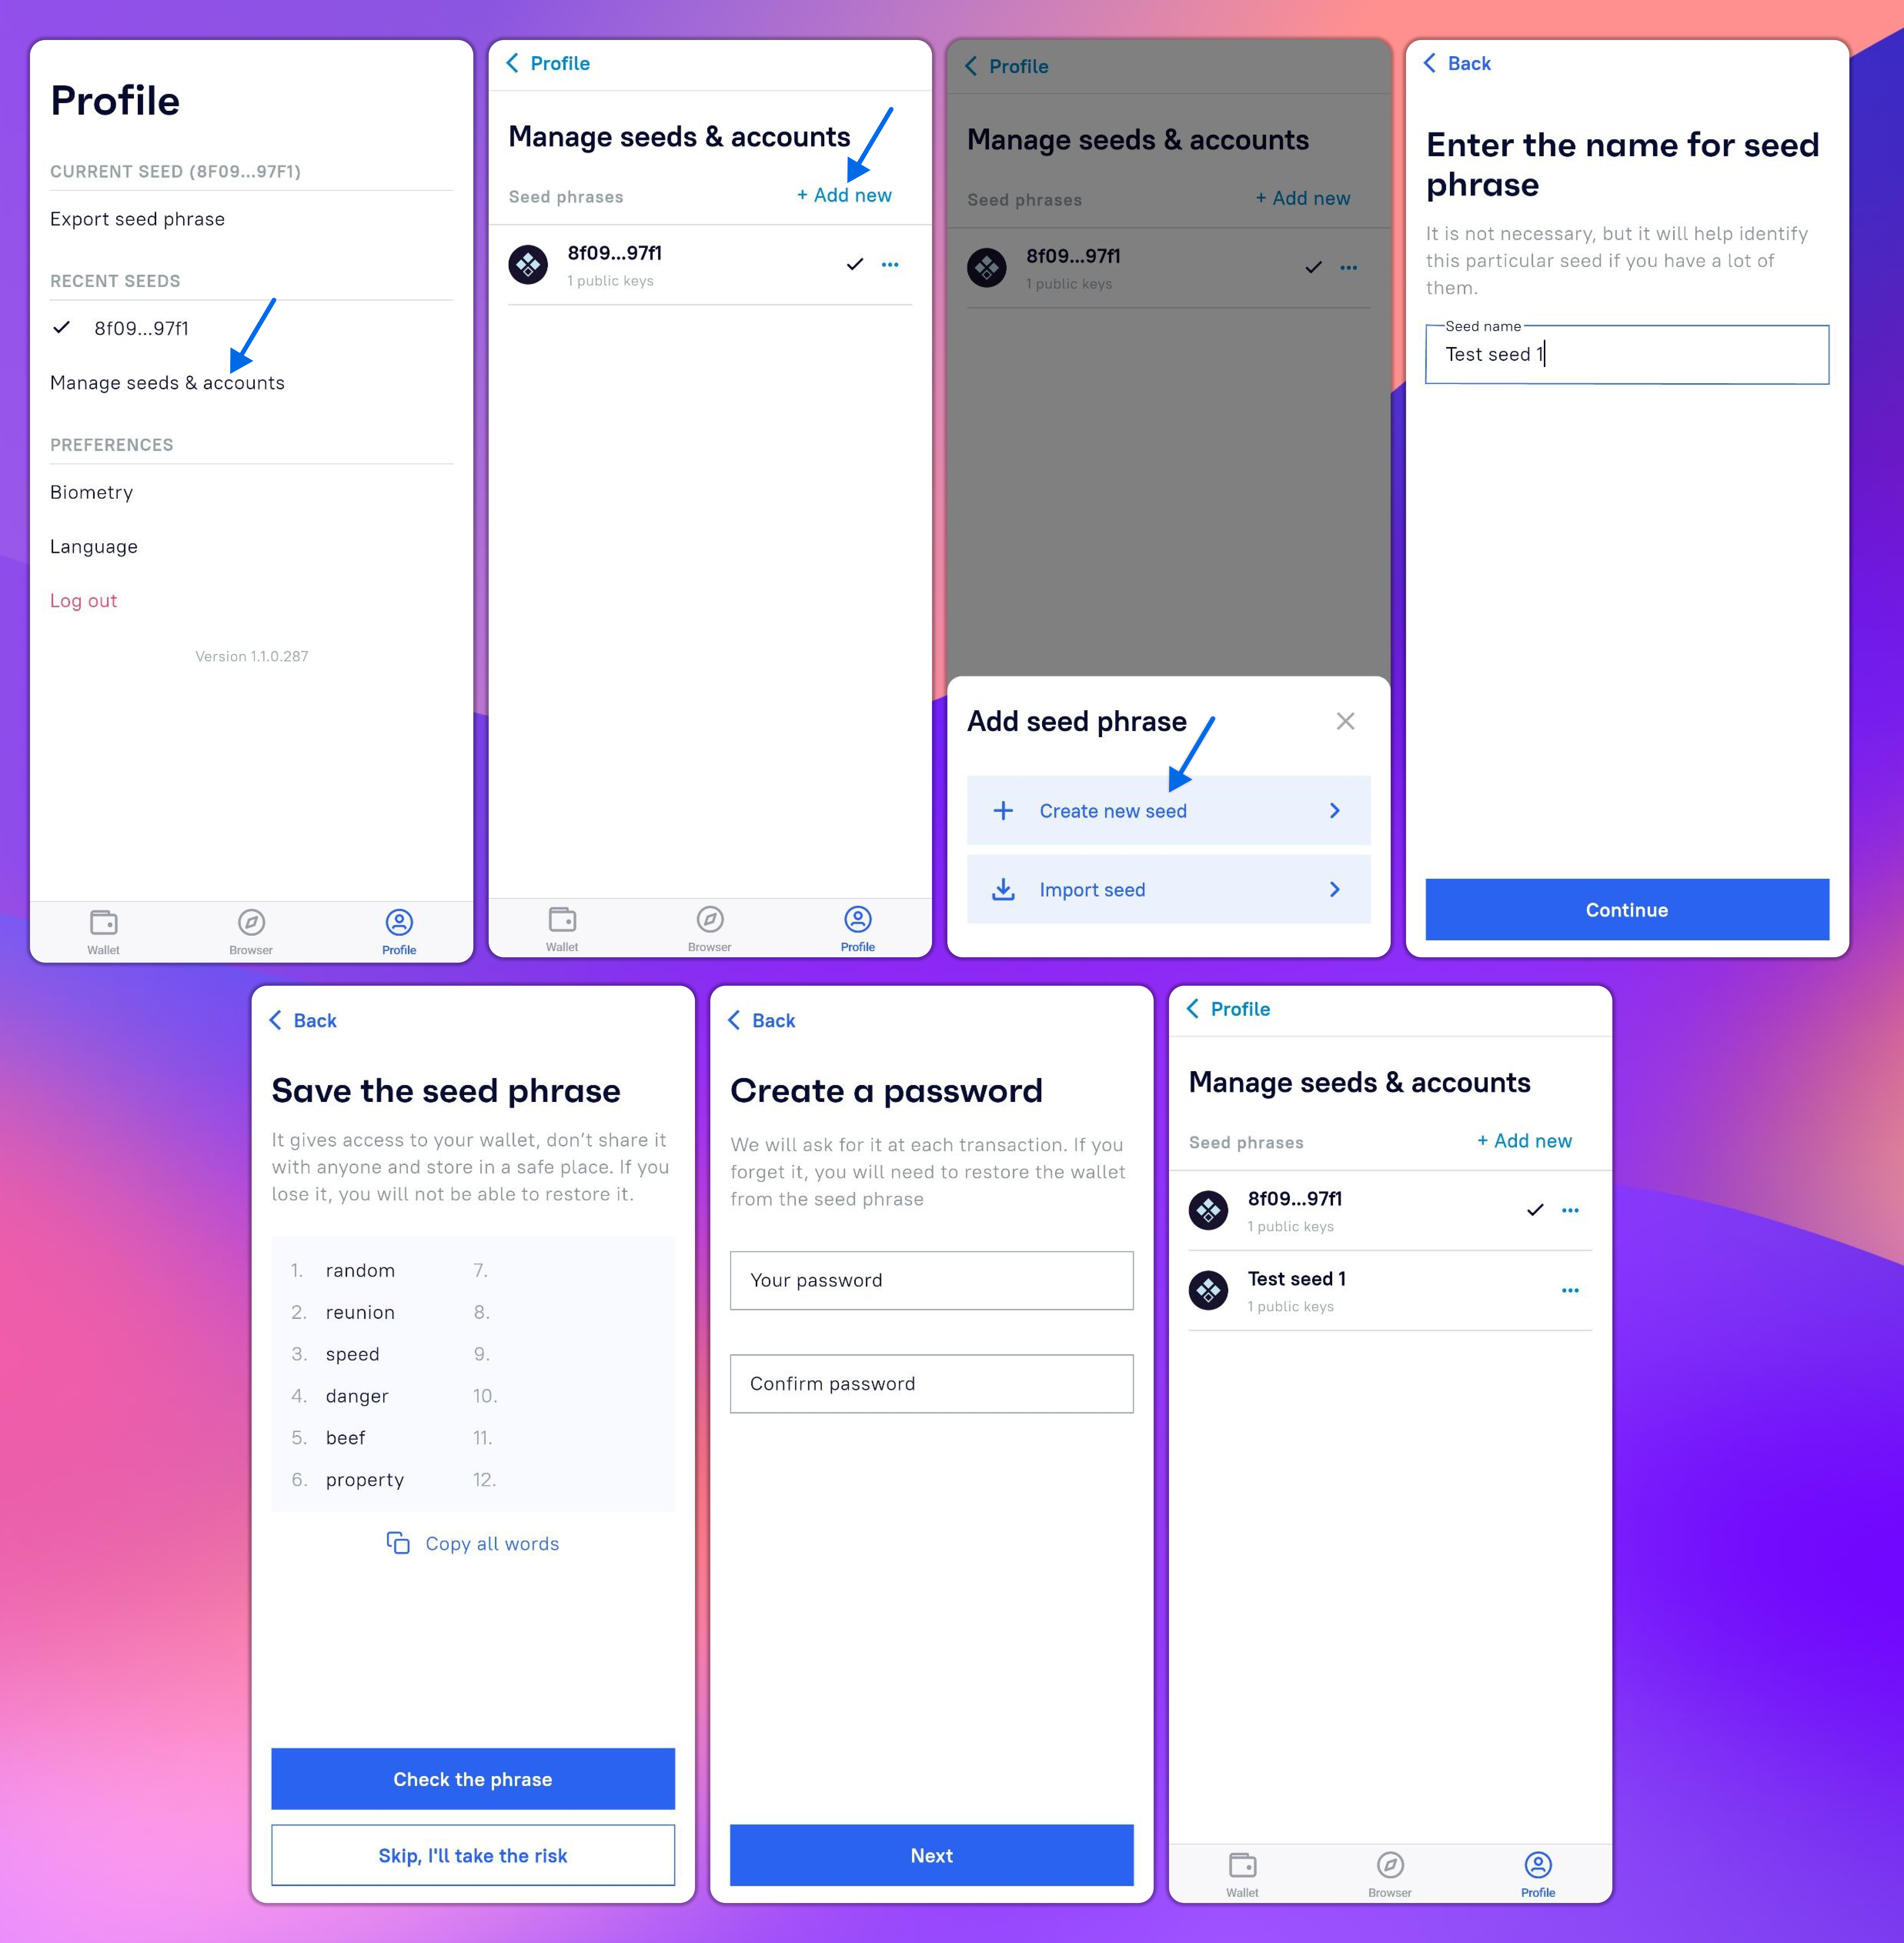 Profile
CURRENT SEED (8F09...97F1)
Export seed phrase
RECENT SEEDS
8f09...97f1
Manage seeds & accounts
PREFERENCES
Biometry
Language
Log out
Version 1.1.0.287
Wallet
Browser
Profile
Profile
Manage seeds & accounts
Seed phrases
+ Add new
8f09...97f1
1 public keys
Wallet
Browser
Profile
Profile
Manage seeds & accounts
Seed phrases
+ Add new
8f09...97f1
1 public keys
Add seed phrase
Create new seed
Import seed
Back
Enter the name for seed
phrase
It is not necessary, but it will help identify
this particular seed if you have a lot of
them.
Seed name
Test seed 1
Continue
Back
Save the seed phrase
It gives access to your wallet, don't share it
with anyone and store in a safe place. If you
lose it, you will not be able to restore it.
1. random
2. reunion
3. speed
4. danger
5. beef
6. property
7.
8.
9.
10.
11.
12.
Copy all words
Check the phrase
Skip, I'll take the risk
Back
Create a password
We will ask for it at each transaction. If you
forget it, you will need to restore the wallet
from the seed phrase
Your password
Confirm password
Next
Profile
Manage seeds & accounts
Seed phrases
+ Add new
8f09...97f1
1 public keys
Test seed 1
1 public keys
Wallet
Browser
Profile